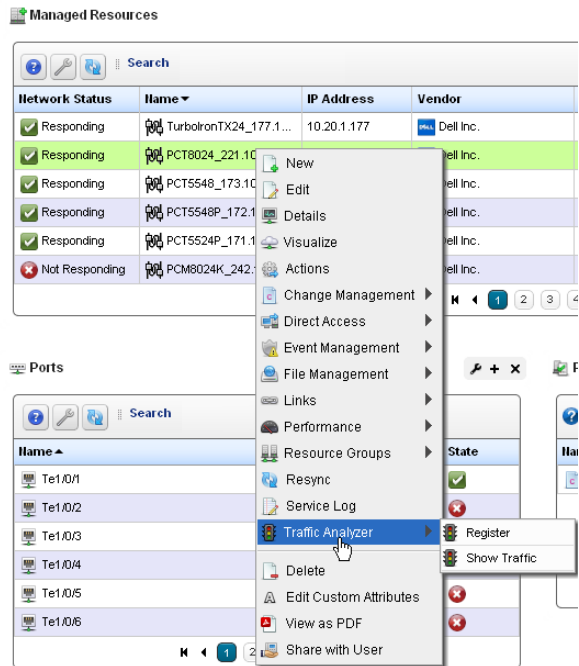 Managed Resources
Search
Network Status Name IP Address Vendor
Responding TurboIronTX24_177.1... 10.20.1.177 DELL Dell Inc.
Responding PCT8024_221.10 Dell Inc.
Responding PCT5548_173.10 Dell Inc.
Responding PCT5548P_172.1 Dell Inc.
Responding PCT5524P_171.1 Dell Inc.
Not Responding PCM8024K_242. Dell Inc.
1 2 3 4
New
Edit
Details
Visualize
Actions
Change Management
Direct Access
Event Management
File Management
Links
Performance
Resource Groups
Resync
Service Log
Traffic Analyzer
Delete
Edit Custom Attributes
View as PDF
Share with User
Register
Show Traffic
Ports
Search
Name State
Te1/0/1
Te1/0/2
Te1/0/3
Te1/0/4
Te1/0/5
Te1/0/6
1 2